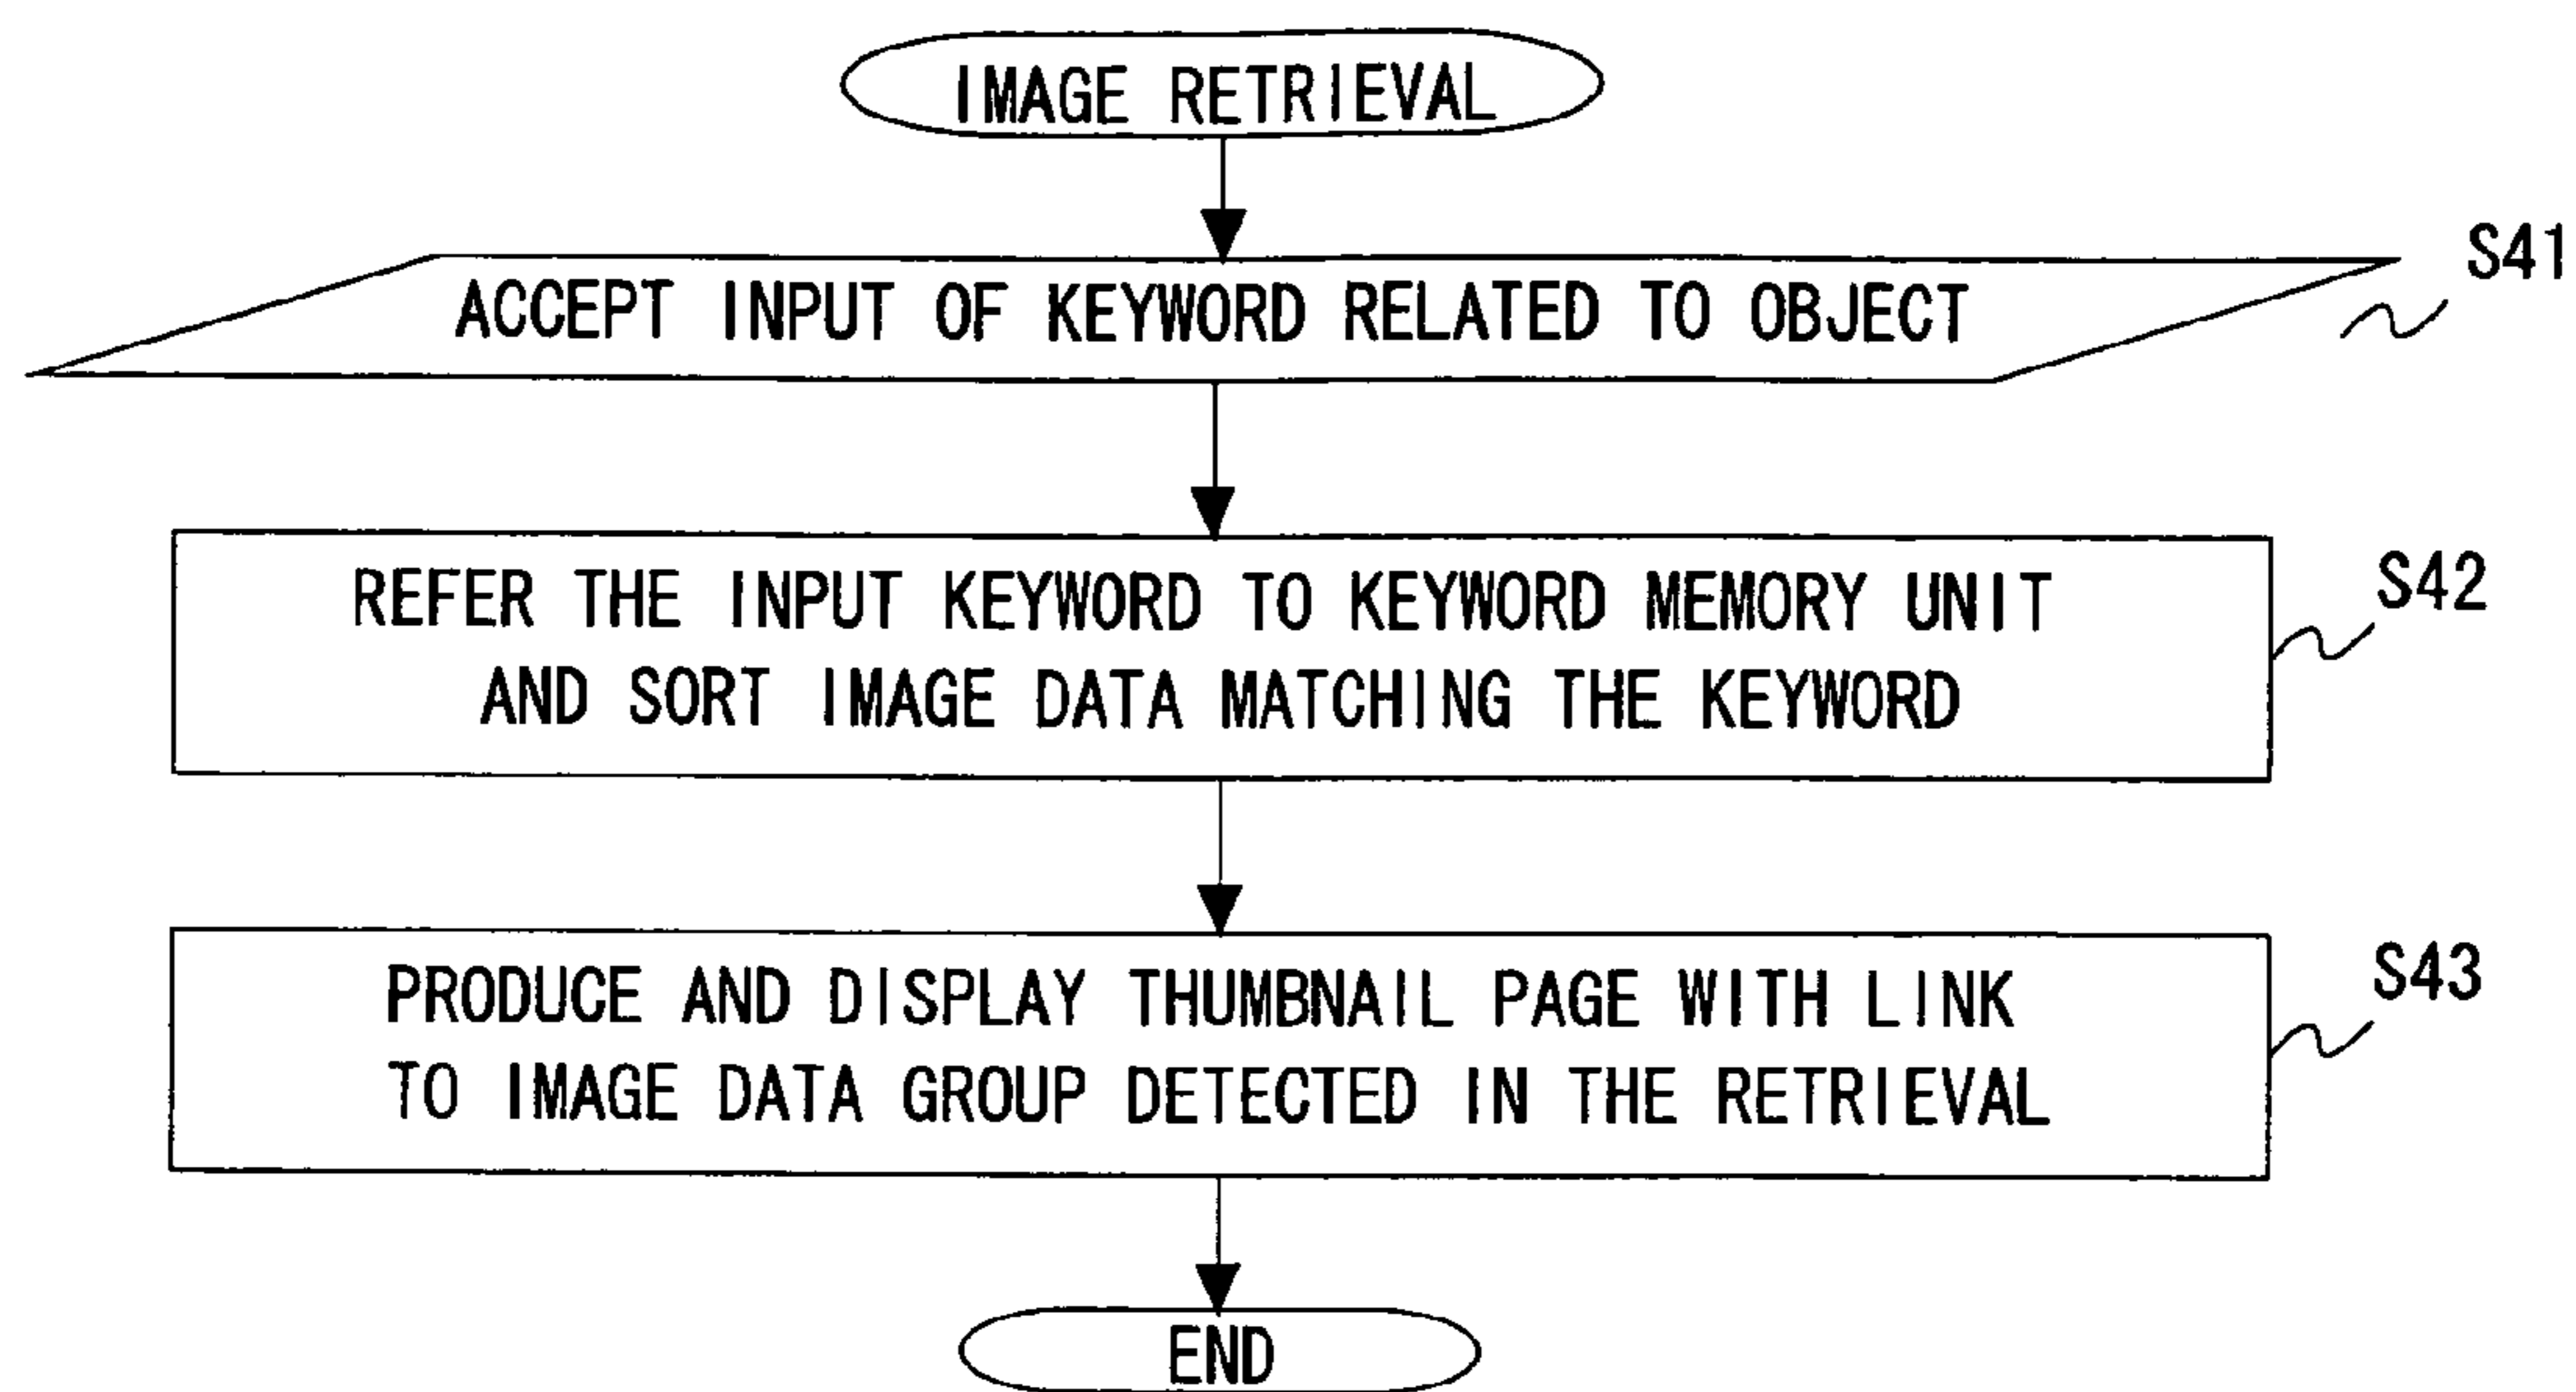 IMAGE RETRIEVAL
S41
ACCEPT INPUT OF KEYWORD RELATED TO OBJECT
S42
REFER THE INPUT KEYWORD TO KEYWORD MEMORY UNIT
AND SORT IMAGE DATA MATCHING THE KEYWORD
S43
PRODUCE AND DISPLAY THUMBNAIL PAGE WITH LINK
TO IMAGE DATA GROUP DETECTED IN THE RETRIEVAL
END